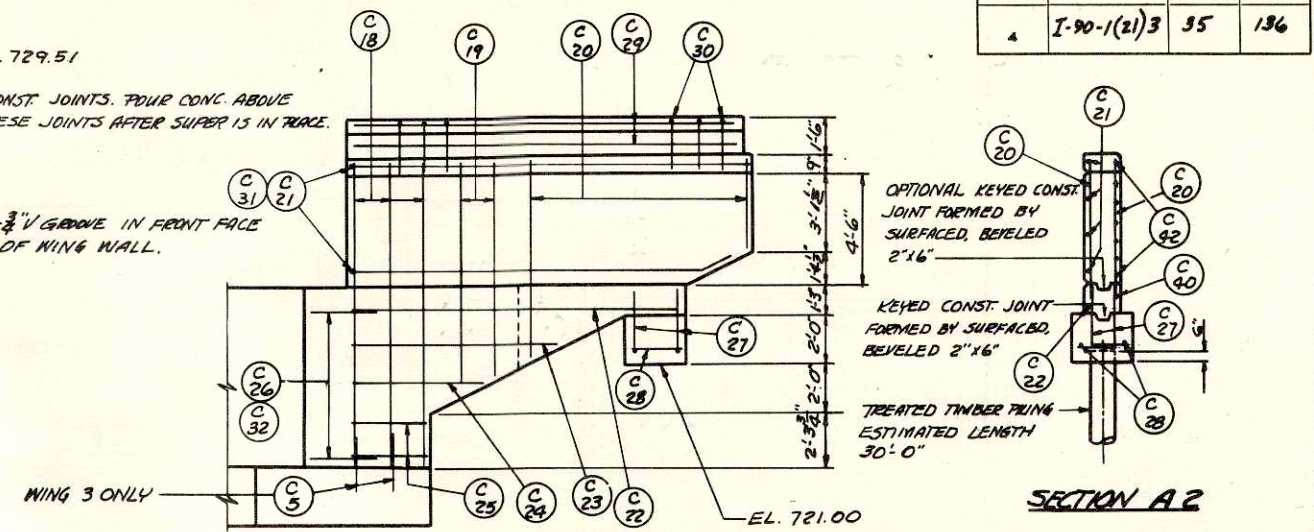 I-90-1(21)3 35 136
. 729.51
ONST. JOINTS. POUR CONC. ABOVE
ESE JOINTS AFTER SUPER IS IN PLACE.
-¾" V GROOVE IN FRONT FACE
OF WING WALL.
C 18
C 19
C 20
C 29
C 30
C 31
C 21
1'-6"
9"
3'-1½"
4'-6"
1'-4½"
1'-3"
2'-0"
2'-0"
2'-3¾"
C 26
C 32
C 27
C 28
WING 3 ONLY
C 5
C 25
C 24
C 23
C 22
EL. 721.00
C 21
C 20
C 20
OPTIONAL KEYED CONST.
JOINT FORMED BY
SURFACED, BEVELED
2"x6"
C 42
C 40
KEYED CONST. JOINT
FORMED BY SURFACED,
BEVELED 2"x6"
C 27
6"
C 22
C 28
TREATED TIMBER PILING
ESTIMATED LENGTH
30'-0"
SECTION A2